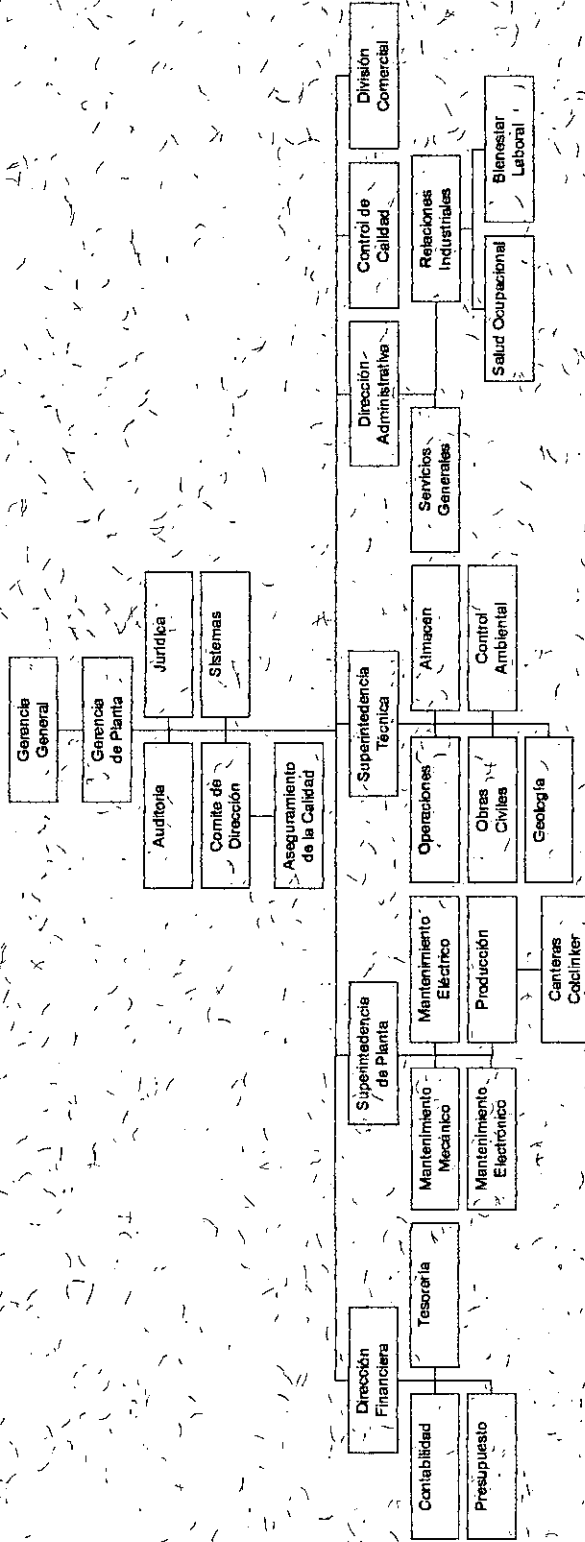 Gerencia
General
Gerencia
de Planta
Auditoria
Jurídica
Comite de
Dirección
Sistemas
Aseguramiento
de la Calidad
Dirección
Financiera
Superintedencia
de Planta
Superintedencia
Técnica
Dirección
Administrativa
Control de
Calidad
División
Comercial
Contabilidad
Tesorería
Presupuesto
Mantenimiento
Mecánico
Mantenimiento
Eléctrico
Mantenimiento
Electrónico
Producción
Canteras
Colclinker
Operaciones
Almacen
Obras
Civiles
Control
Ambiental
Geología
Servicios
Generales
Relaciones
Industriales
Salud Ocupacional
Bienestar
Laboral